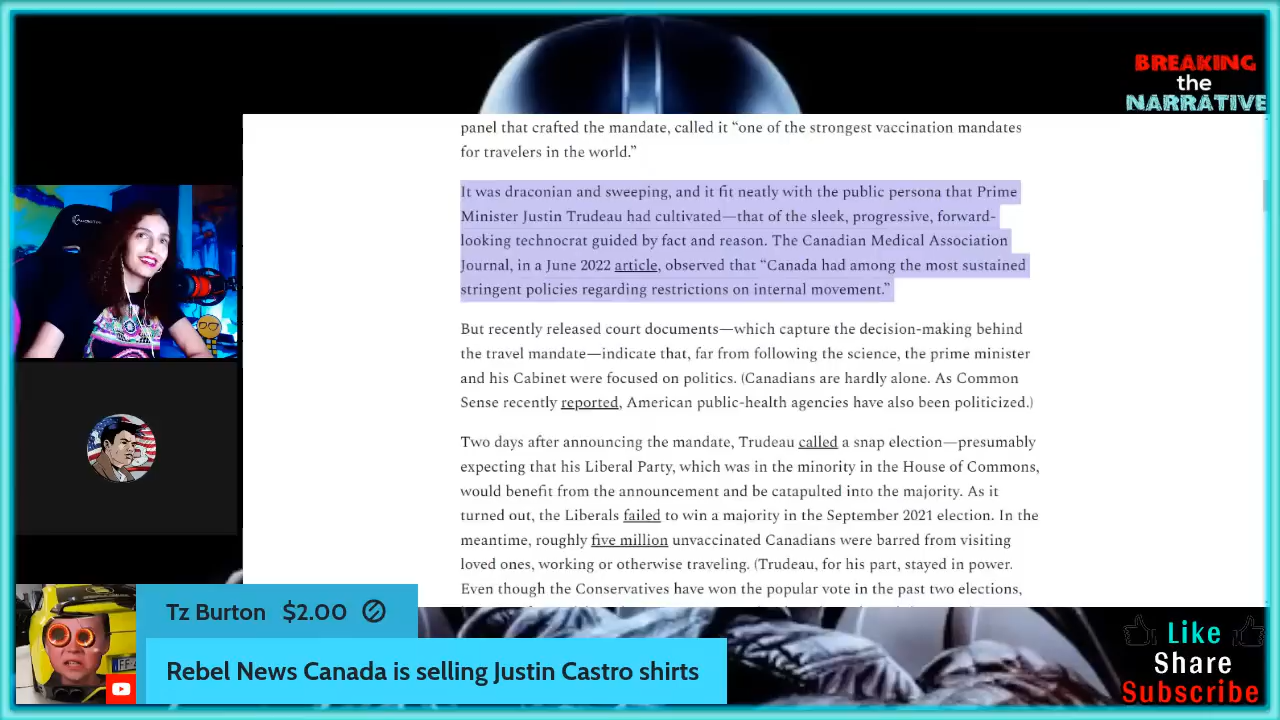 BREAKING
the
NARRATIVE
panel that crafted the mandate, called it “one of the strongest vaccination mandates
for travelers in the world.”
It was draconian and sweeping, and it fit neatly with the public persona that Prime
Minister Justin Trudeau had cultivated—that of the sleek, progressive, forward-
looking technocrat guided by fact and reason. The Canadian Medical Association
Journal, in a June 2022 article, observed that “Canada had among the most sustained
stringent policies regarding restrictions on internal movement.”
But recently released court documents—which capture the decision-making behind
the travel mandate—indicate that, far from following the science, the prime minister
and his Cabinet were focused on politics. (Canadians are hardly alone. As Common
Sense recently reported, American public-health agencies have also been politicized.)
Two days after announcing the mandate, Trudeau called a snap election—presumably
expecting that his Liberal Party, which was in the minority in the House of Commons,
would benefit from the announcement and be catapulted into the majority. As it
turned out, the Liberals failed to win a majority in the September 2021 election. In the
meantime, roughly five million unvaccinated Canadians were barred from visiting
loved ones, working or otherwise traveling. (Trudeau, for his part, stayed in power.
Even though the Conservatives have won the popular vote in the past two elections,
Tz Burton $2.00
Rebel News Canada is selling Justin Castro shirts
Like
Share
Subscribe